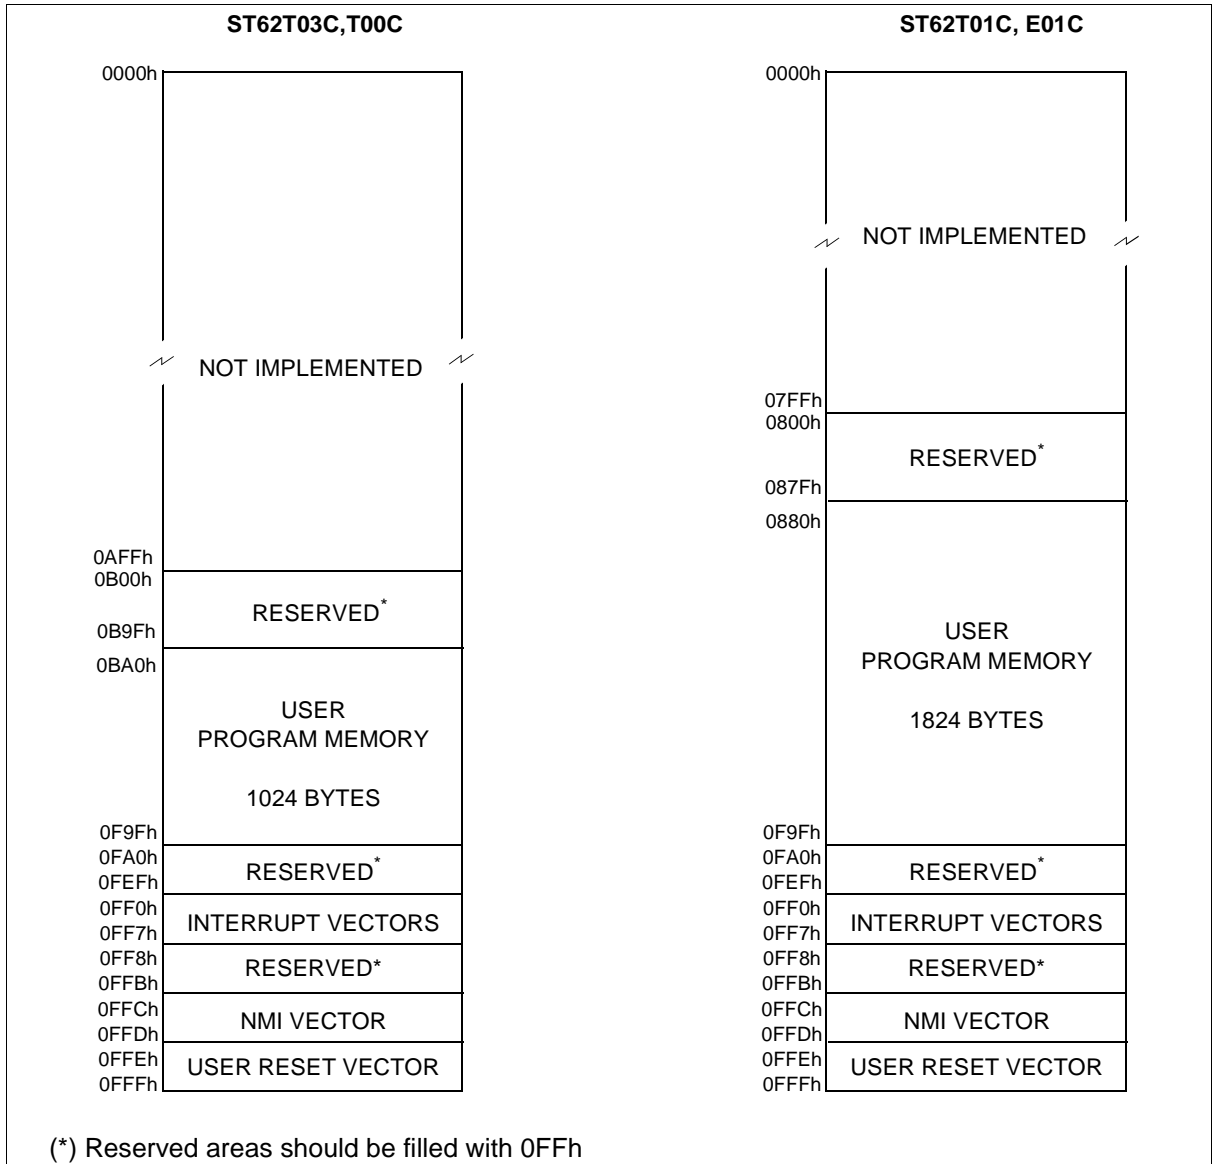 ST62T03C,T00C
0000h
NOT IMPLEMENTED
0AFFh
0B00h
RESERVED*
0B9Fh
0BA0h
USER
PROGRAM MEMORY
1024 BYTES
0F9Fh
0FA0h
RESERVED*
0FEFh
0FF0h
INTERRUPT VECTORS
0FF7h
0FF8h
RESERVED*
0FFBh
0FFCh
NMI VECTOR
0FFDh
0FFEh
USER RESET VECTOR
0FFFh
ST62T01C, E01C
0000h
NOT IMPLEMENTED
07FFh
0800h
RESERVED*
087Fh
0880h
USER
PROGRAM MEMORY
1824 BYTES
0F9Fh
0FA0h
RESERVED*
0FEFh
0FF0h
INTERRUPT VECTORS
0FF7h
0FF8h
RESERVED*
0FFBh
0FFCh
NMI VECTOR
0FFDh
0FFEh
USER RESET VECTOR
0FFFh
(*) Reserved areas should be filled with 0FFh